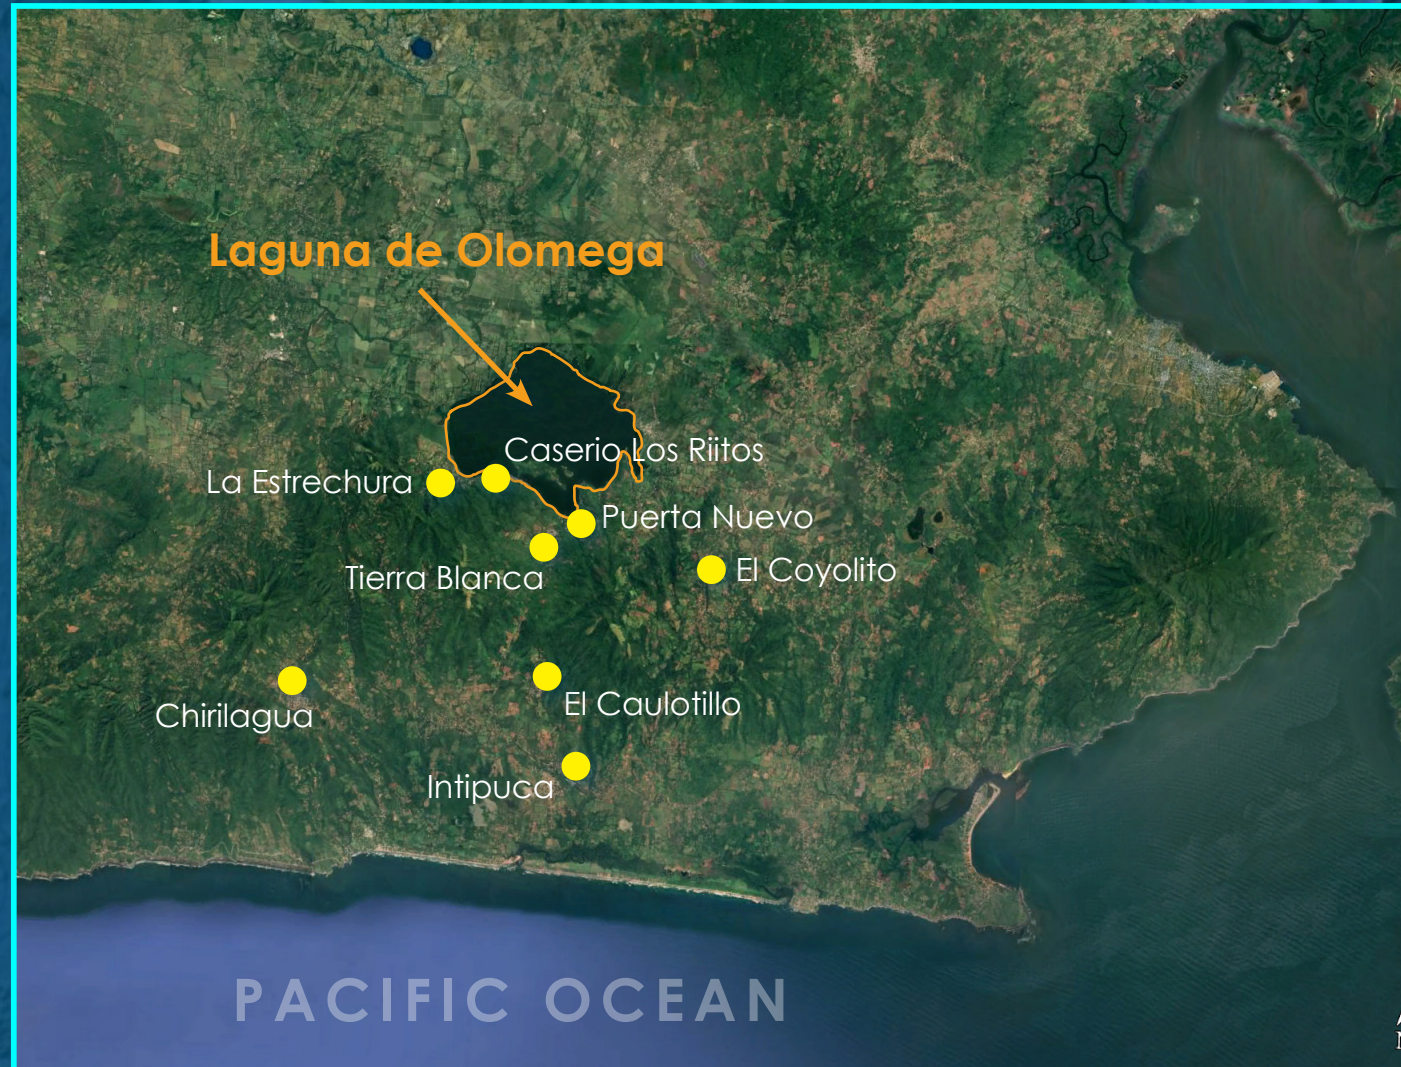 Laguna de Olomega
Caserio Los Riitos
La Estrechura
Puerta Nuevo
Tierra Blanca
El Coyolito
El Caulotillo
Chirilagua
Intipuca
PACIFIC OCEAN